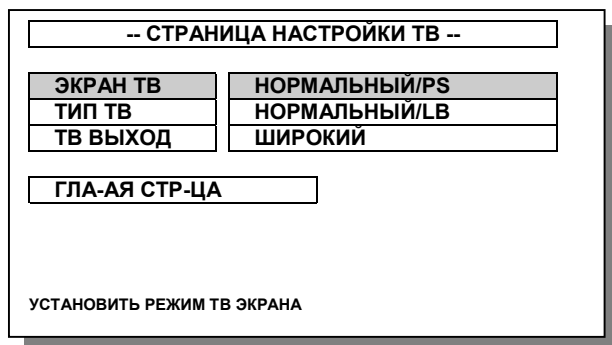 -- СТРАНИЦА НАСТРОЙКИ ТВ --
ЭКРАН ТВ НОРМАЛЬНЫЙ/PS
ТИП ТВ НОРМАЛЬНЫЙ/LB
ТВ ВЫХОД ШИРОКИЙ
ГЛА-АЯ СТР-ЦА
УСТАНОВИТЬ РЕЖИМ ТВ ЭКРАНА